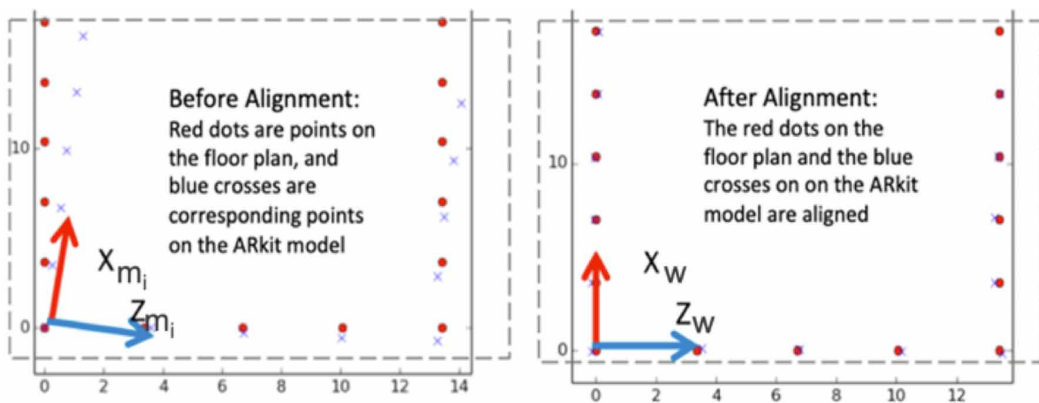 Before Alignment:
Red dots are points on
the floor plan, and
blue crosses are
corresponding points
on the ARkit model
10
X m i
Z m i
0
0 2 4 6 8 10 12 14
After Alignment:
The red dots on the
floor plan and the blue
crosses on on the ARkit
model are aligned
10
X W
Z W
0
0 2 4 6 8 10 12